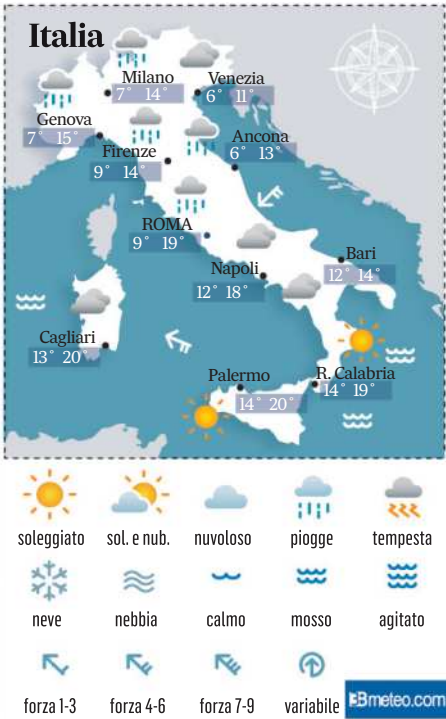 Italia
Milano
7° 14°
Venezia
6° 11°
Genova
7° 15°
Firenze
9° 14°
Ancona
6° 13°
ROMA
9° 19°
Napoli
12° 18°
Bari
12° 14°
Cagliari
13° 20°
Palermo
14° 20°
R. Calabria
14° 19°
soleggiato sol. e nub. nuvoloso piogge tempesta
neve nebbia calmo mosso agitato
forza 1-3 forza 4-6 forza 7-9 variabile
3Bmeteo.com